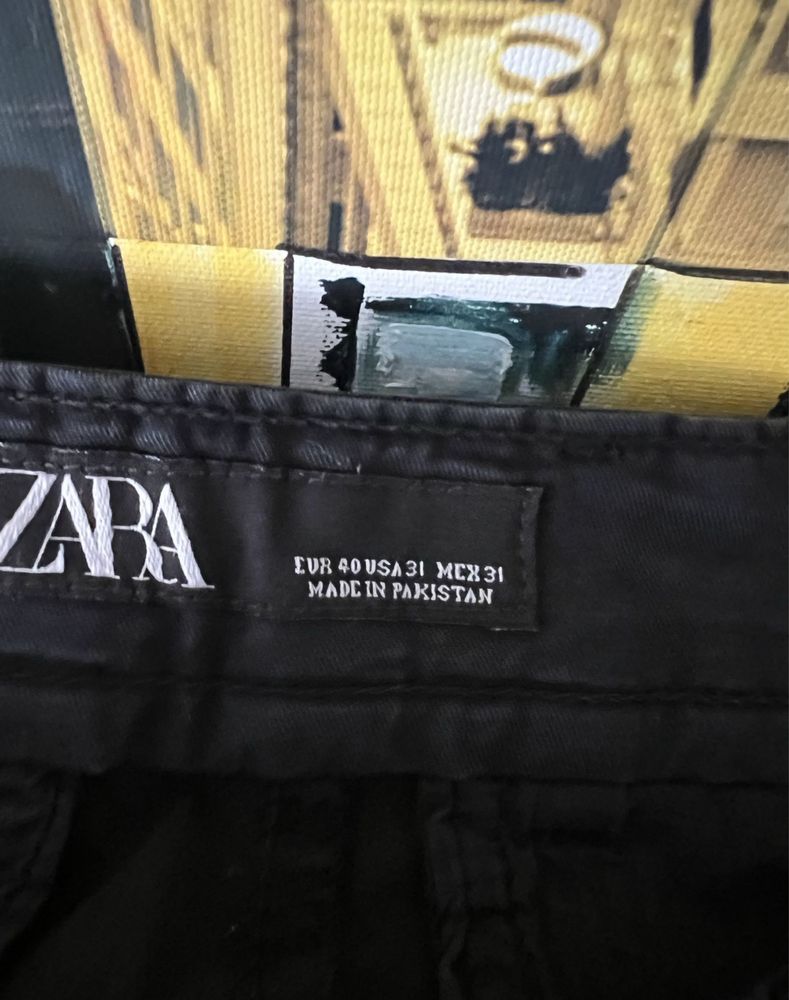 ZARA
EUR 40 USA 31 MEX 31
MADE IN PAKISTAN